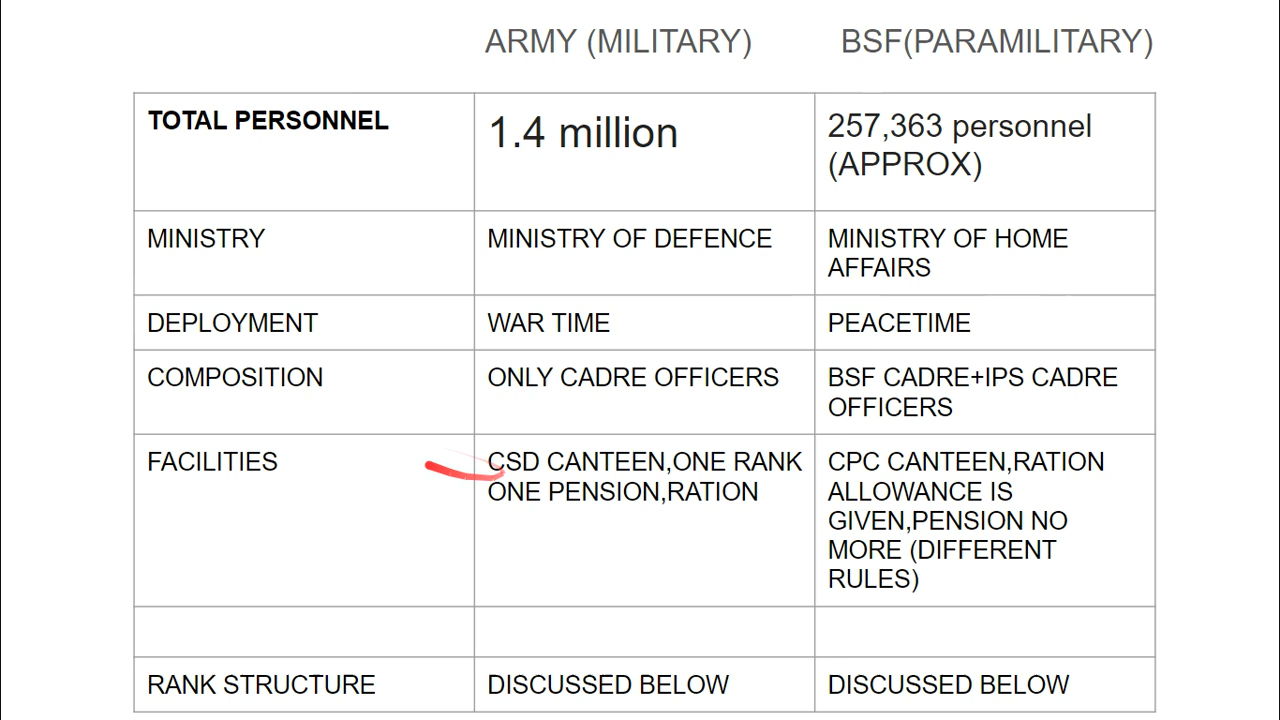 ARMY (MILITARY) BSF(PARAMILITARY)
TOTAL PERSONNEL
1.4 million
257,363 personnel
(APPROX)
MINISTRY
MINISTRY OF DEFENCE
MINISTRY OF HOME
AFFAIRS
DEPLOYMENT
WAR TIME
PEACETIME
COMPOSITION
ONLY CADRE OFFICERS
BSF CADRE+IPS CADRE
OFFICERS
FACILITIES
CSD CANTEEN,ONE RANK
ONE PENSION,RATION
CPC CANTEEN,RATION
ALLOWANCE IS
GIVEN,PENSION NO
MORE (DIFFERENT
RULES)
RANK STRUCTURE
DISCUSSED BELOW
DISCUSSED BELOW